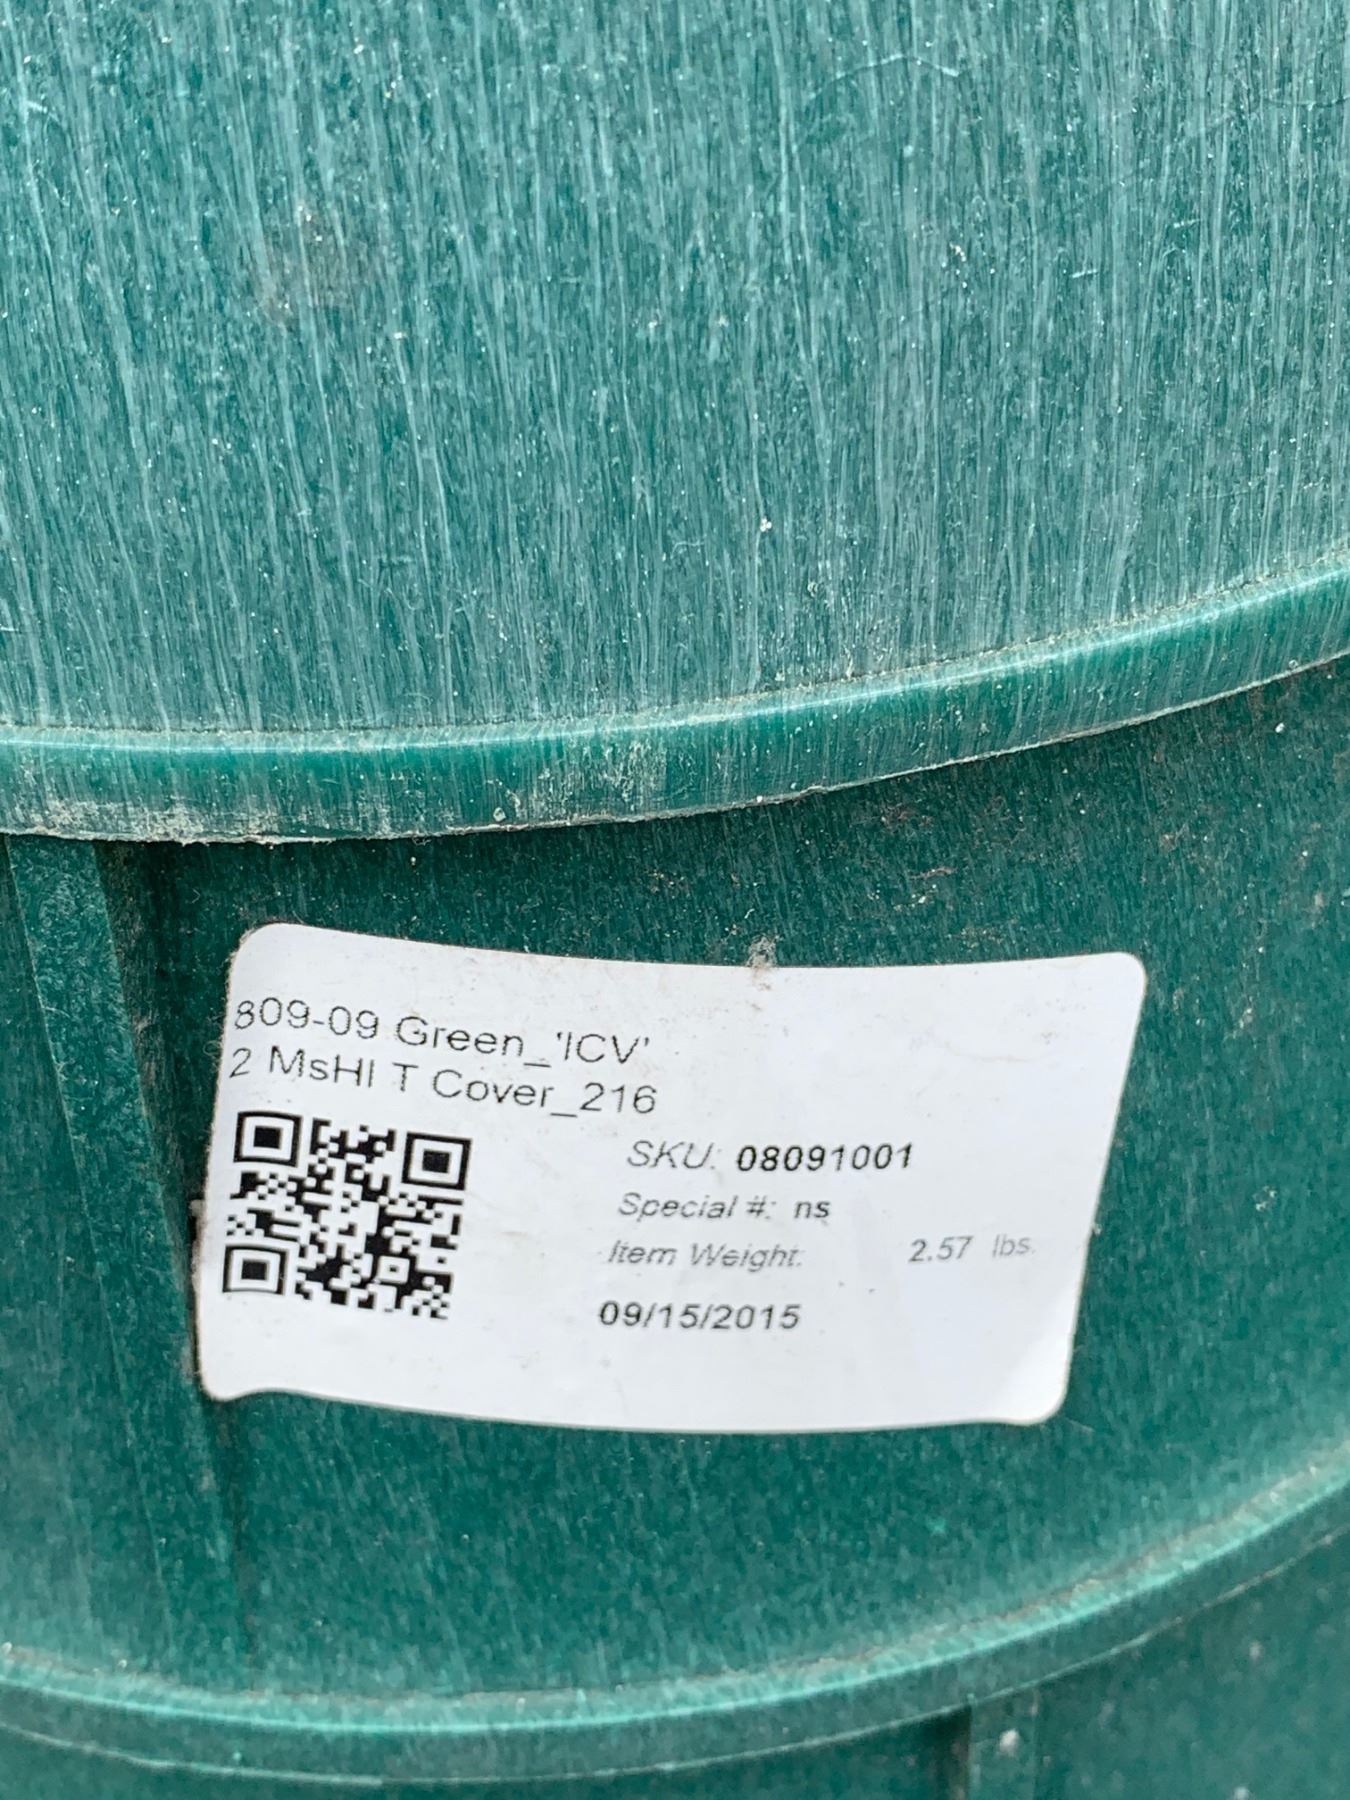 809-09 Green_'ICV'
2 MsHI T Cover_216
SKU: 08091001
Special #: ns
Item Weight: 2.57 lbs.
09/15/2015